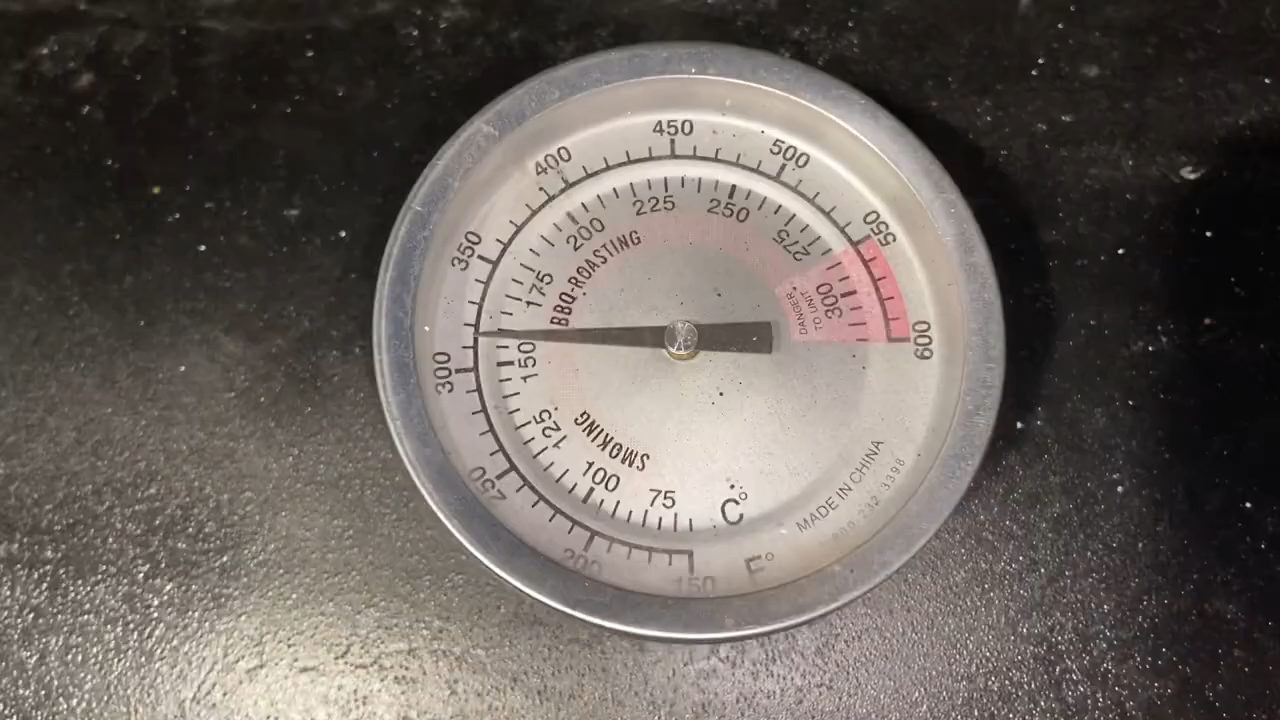 450
400
500
350
550
300
600
250
200
150
F°
225
250
200
275
175
300
150
125
100
75
C°
BBQ-ROASTING
SMOKING
DANGER
TO UNIT
MADE IN CHINA